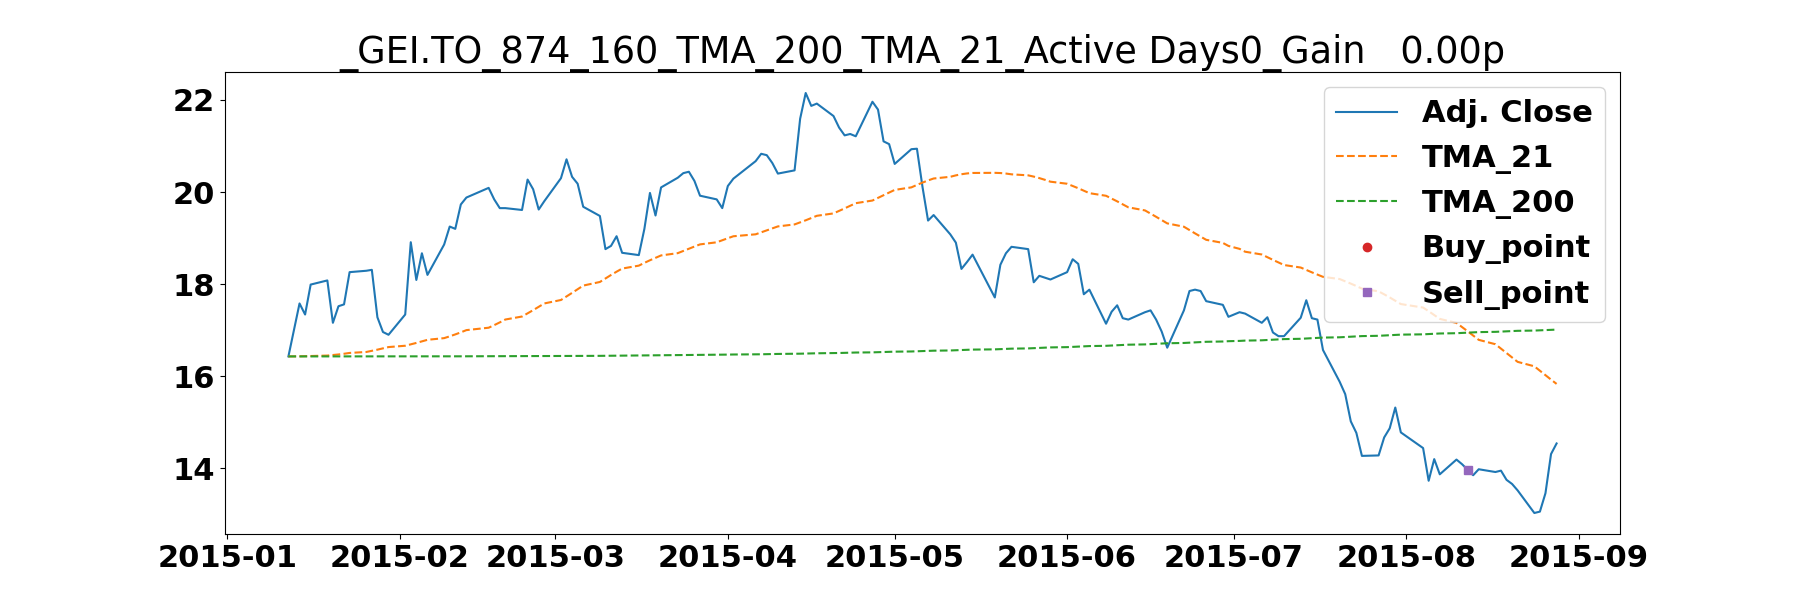 _GEI.TO_874_160_TMA_200_TMA_21_Active Days0_Gain   0.00p
22
20
18
16
14
Adj. Close
TMA_21
TMA_200
Buy_point
Sell_point
2015-01 2015-02 2015-03 2015-04 2015-05 2015-06 2015-07 2015-08 2015-09